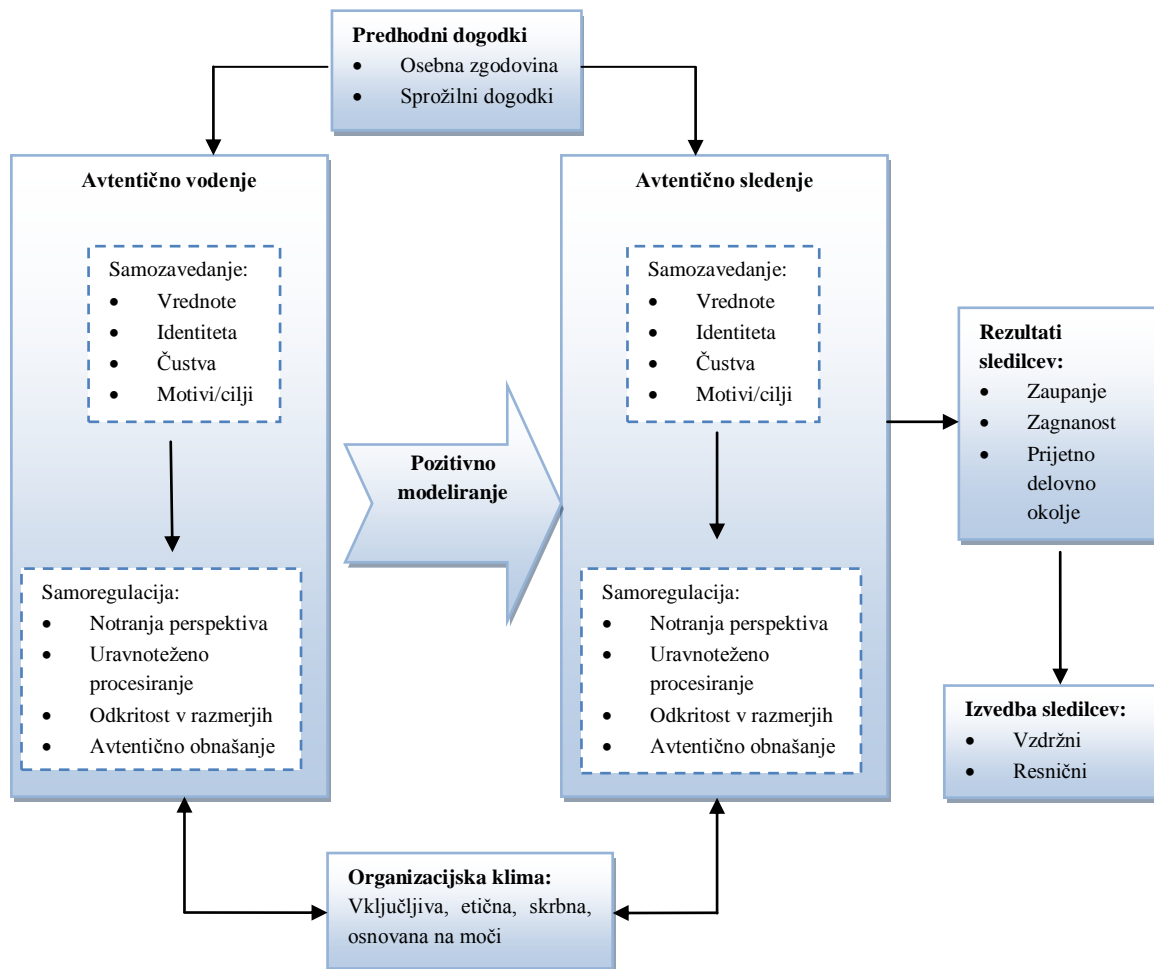 Predhodni dogodki
• Osebna zgodovina
• Sprožilni dogodki
Avtentično vodenje
Samozavedanje:
• Vrednote
• Identiteta
• Čustva
• Motivi/cilji
Samoregulacija:
• Notranja perspektiva
• Uravnoteženo
procesiranje
• Odkritost v razmerjih
• Avtentično obnašanje
Pozitivno
modeliranje
Avtentično sledenje
Samozavedanje:
• Vrednote
• Identiteta
• Čustva
• Motivi/cilji
Samoregulacija:
• Notranja perspektiva
• Uravnoteženo
procesiranje
• Odkritost v razmerjih
• Avtentično obnašanje
Rezultati
sledilcev:
• Zaupanje
• Zagnanost
• Prijetno
delovno
okolje
Izvedba sledilcev:
• Vzdržni
• Resnični
Organizacijska klima:
Vključljiva, etična, skrbna,
osnovana na moči